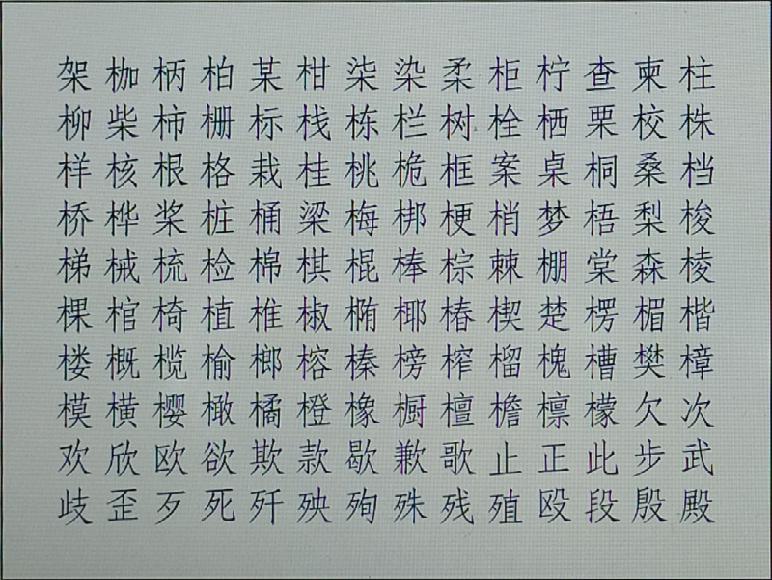 架枷柄柏某柑柒染柔柜柠查柬柱
柳柴柿栅标栈栋栏树栓栖栗校株
样核根格栽桂桃桅框案桌桐桑档
桥桦桨桩桶梁梅梆梗梢梦梧梨梭
梯械梳检棉棋棍棒棕棘棚棠森棱
棵棺椅植椎椒椭椰椿楔楚楞楣楷
楼概榄榆榔榕榛榜榨榴槐槽樊樟
模横樱橄橘橙橡橱檀檐檩檬欠次
欢欣欧欲欺款歇歉歌止正此步武
歧歪歹死歼殃殉殊残殖殴段殷殿